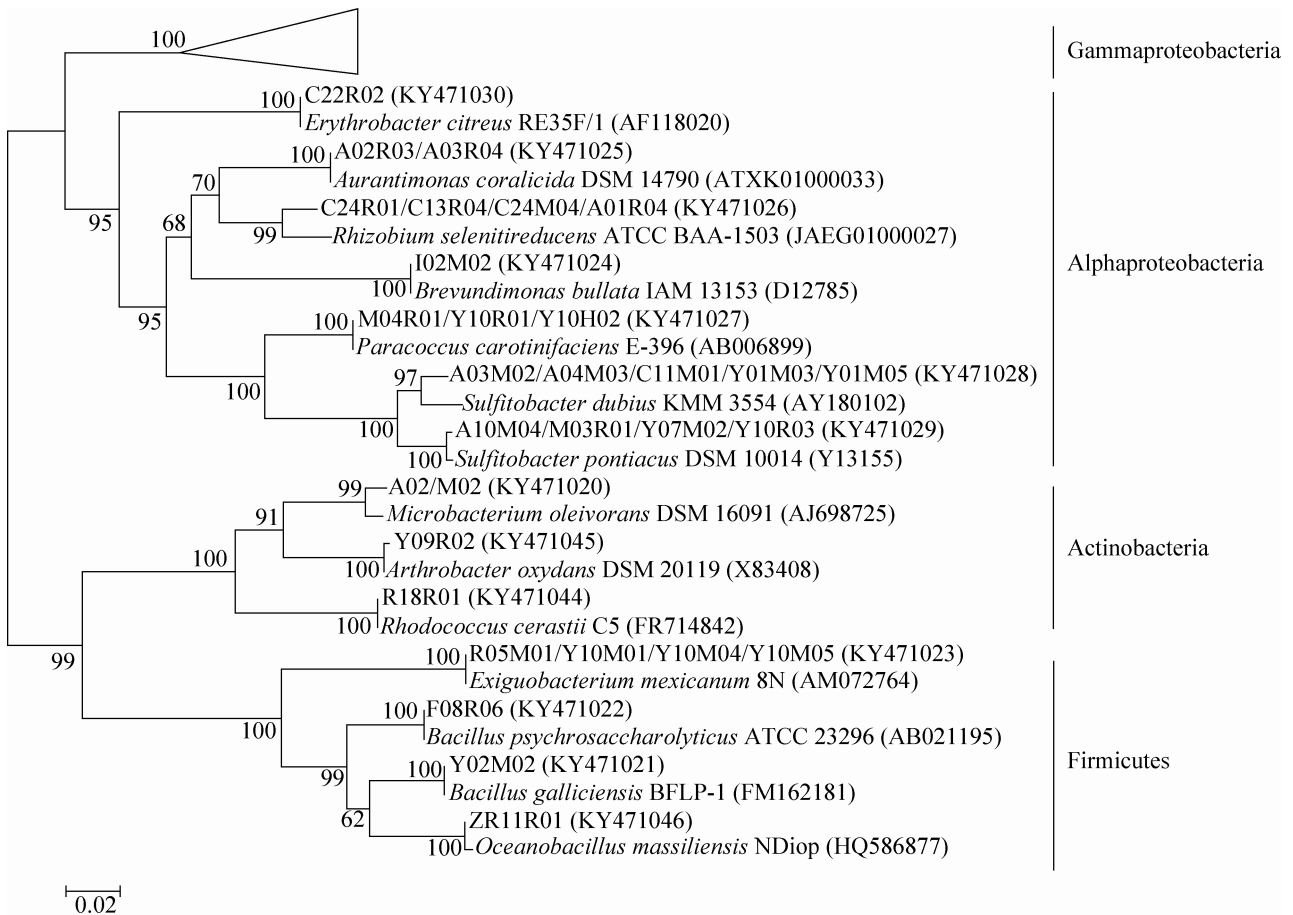 100
Gammaproteobacteria
100
C22R02 (KY471030)
Erythrobacter citreus RE35F/1 (AF118020)
100
A02R03/A03R04 (KY471025)
Aurantimonas coralicida DSM 14790 (ATXK01000033)
70
C24R01/C13R04/C24M04/A01R04 (KY471026)
95
68
99
Rhizobium selenitireducens ATCC BAA-1503 (JAEG01000027)
I02M02 (KY471024)
Alphaproteobacteria
100
Brevundimonas bullata IAM 13153 (D12785)
95
100
M04R01/Y10R01/Y10H02 (KY471027)
Paracoccus carotinifaciens E-396 (AB006899)
97
A03M02/A04M03/C11M01/Y01M03/Y01M05 (KY471028)
100
Sulfitobacter dubius KMM 3554 (AY180102)
100
A10M04/M03R01/Y07M02/Y10R03 (KY471029)
100
Sulfitobacter pontiacus DSM 10014 (Y13155)
99
A02/M02 (KY471020)
Microbacterium oleivorans DSM 16091 (AJ698725)
91
Y09R02 (KY471045)
Actinobacteria
100
100
Arthrobacter oxydans DSM 20119 (X83408)
R18R01 (KY471044)
100
Rhodococcus cerastii C5 (FR714842)
99
100
R05M01/Y10M01/Y10M04/Y10M05 (KY471023)
Exiguobacterium mexicanum 8N (AM072764)
100
F08R06 (KY471022)
100
Bacillus psychrosaccharolyticus ATCC 23296 (AB021195)
Firmicutes
99
100
Y02M02 (KY471021)
Bacillus galliciensis BFLP-1 (FM162181)
62
ZR11R01 (KY471046)
100
Oceanobacillus massiliensis NDiop (HQ586877)
0.02